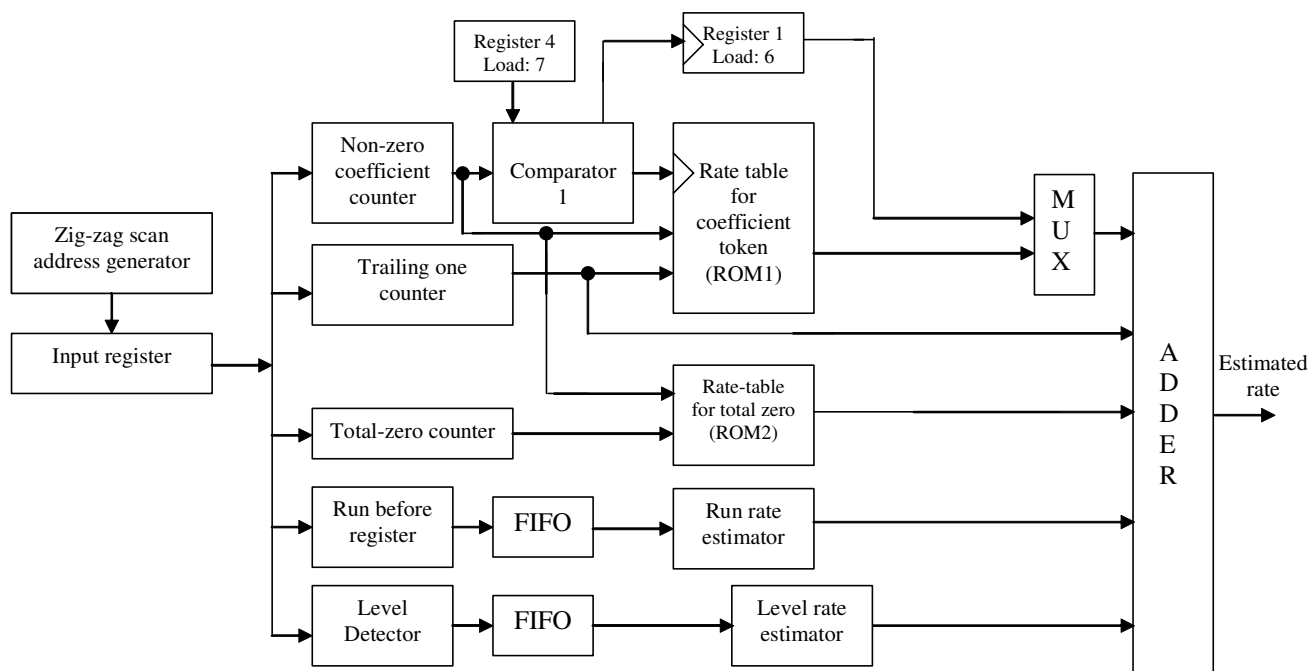 Register 4
Load: 7
Register 1
Load: 6
Non-zero
coefficient
counter
Comparator
1
Rate table
for
coefficient
token
(ROM1)
M
U
X
Zig-zag scan
address generator
Trailing one
counter
Input register
A
D
D
E
R
Estimated
rate
Rate-table
for total zero
(ROM2)
Total-zero counter
Run before
register
FIFO
Run rate
estimator
Level
Detector
FIFO
Level rate
estimator